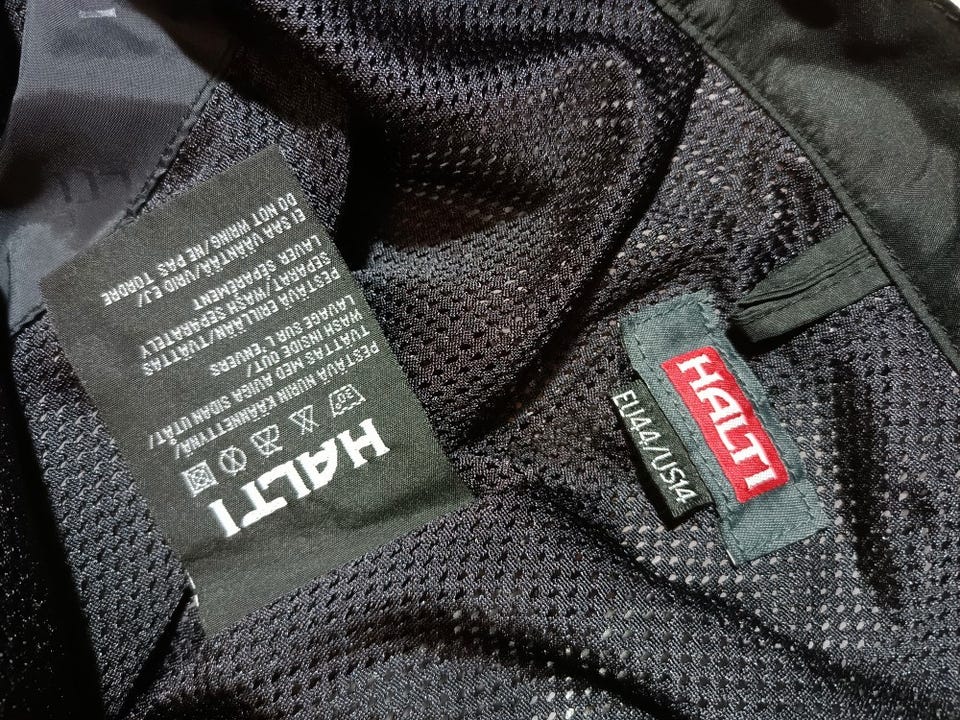 HALTI
30°
PESTÄVÄ NURIN KÄÄNNETTYNÄ/
TVÄTTAS MED AVIGA SIDAN UTÅT/
WASH INSIDE OUT/
LAVAGE SUR L'ENVERS
PESTÄVÄ ERILLÄÄN/TVÄTTAS
SEPARAT/WASH SEPARATELY
LAVER SEPAREMENT
EI SAA VÄÄNTÄÄ/VRID EJ/
DO NOT WRING/NE PAS TORDRE
HALTI
EU44/US14